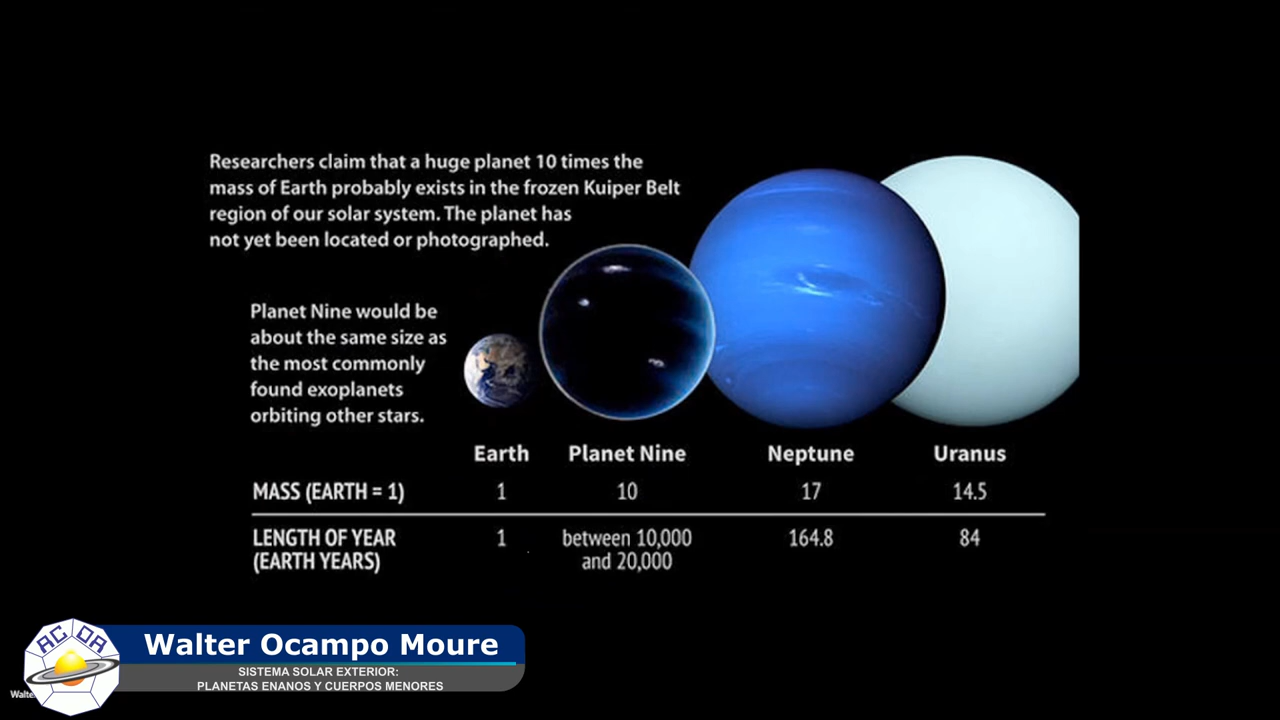 Researchers claim that a huge planet 10 times the
mass of Earth probably exists in the frozen Kuiper Belt
region of our solar system. The planet has
not yet been located or photographed.
Planet Nine would be
about the same size as
the most commonly
found exoplanets
orbiting other stars.
Earth Planet Nine Neptune Uranus
MASS (EARTH = 1) 1 10 17 14.5
LENGTH OF YEAR 1 between 10,000 164.8 84
(EARTH YEARS) and 20,000
ACODA
Walter Ocampo Moure
SISTEMA SOLAR EXTERIOR:
PLANETAS ENANOS Y CUERPOS MENORES